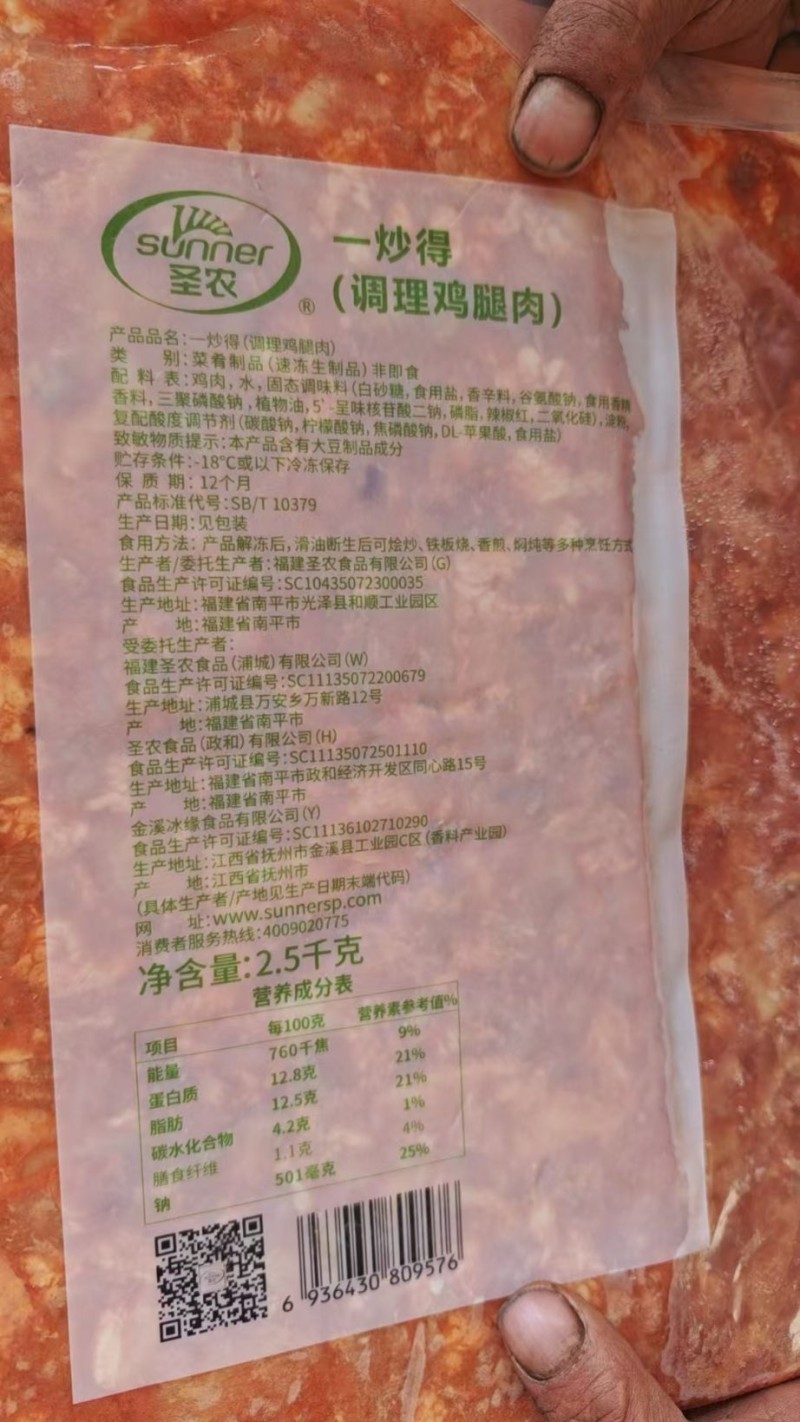 sunner
圣农
®
一炒得
(调理鸡腿肉)
产品品名:一炒得(调理鸡腿肉)
类 别:菜肴制品(速冻生制品)非即食
配 料 表:鸡肉,水,固态调味料(白砂糖,食用盐,香辛料,谷氨酸钠,食用香精
香料,三聚磷酸钠,植物油,5'-呈味核苷酸二钠,磷脂,辣椒红,二氧化硅),淀粉,
复配酸度调节剂(碳酸钠,柠檬酸钠,焦磷酸钠,DL-苹果酸,食用盐)
致敏物质提示:本产品含有大豆制品成分
贮存条件:-18℃或以下冷冻保存
保 质 期: 12个月
产品标准代号:SB/T 10379
生产日期:见包装
食用方法: 产品解冻后,滑油断生后可烩炒、铁板烧、香煎、焖炖等多种烹饪方式
生产者/委托生产者:福建圣农食品有限公司(G)
食品生产许可证编号:SC10435072300035
生产地址:福建省南平市光泽县和顺工业园区
产 地:福建省南平市
受委托生产者:
福建圣农食品(浦城)有限公司(W)
食品生产许可证编号:SC11135072200679
生产地址:浦城县万安乡万新路12号
产 地:福建省南平市
圣农食品(政和)有限公司(H)
食品生产许可证编号:SC11135072501110
生产地址:福建省南平市政和经济开发区同心路15号
产 地:福建省南平市
金溪冰缘食品有限公司(Y)
食品生产许可证编号:SC11136102710290
生产地址:江西省抚州市金溪县工业园C区(香料产业园)
产 地:江西省抚州市
(具体生产者/产地见生产日期末端代码)
网 址:www.sunnersp.com
消费者服务热线:4009020775
净含量:2.5千克
营养成分表
项目 每100克 营养素参考值%
能量 760千焦 9%
蛋白质 12.8克 21%
脂肪 12.5克 21%
碳水化合物 4.2克 1%
膳食纤维 1.1克 4%
钠 501毫克 25%
6 936430 809576